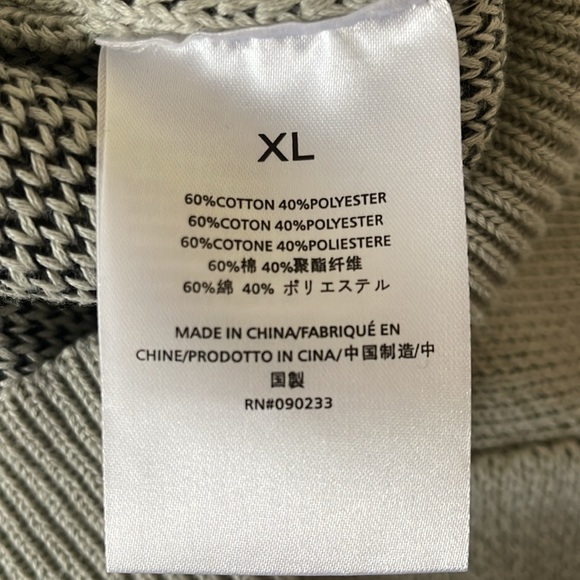 XL
60%COTTON 40%POLYESTER
60%COTON 40%POLYESTER
60%COTONE 40%POLIESTERE
60%棉 40%聚酯纤维
60%綿 40% ポリエステル
MADE IN CHINA/FABRIQUÉ EN
CHINE/PRODOTTO IN CINA/中国制造/中
国製
RN#090233